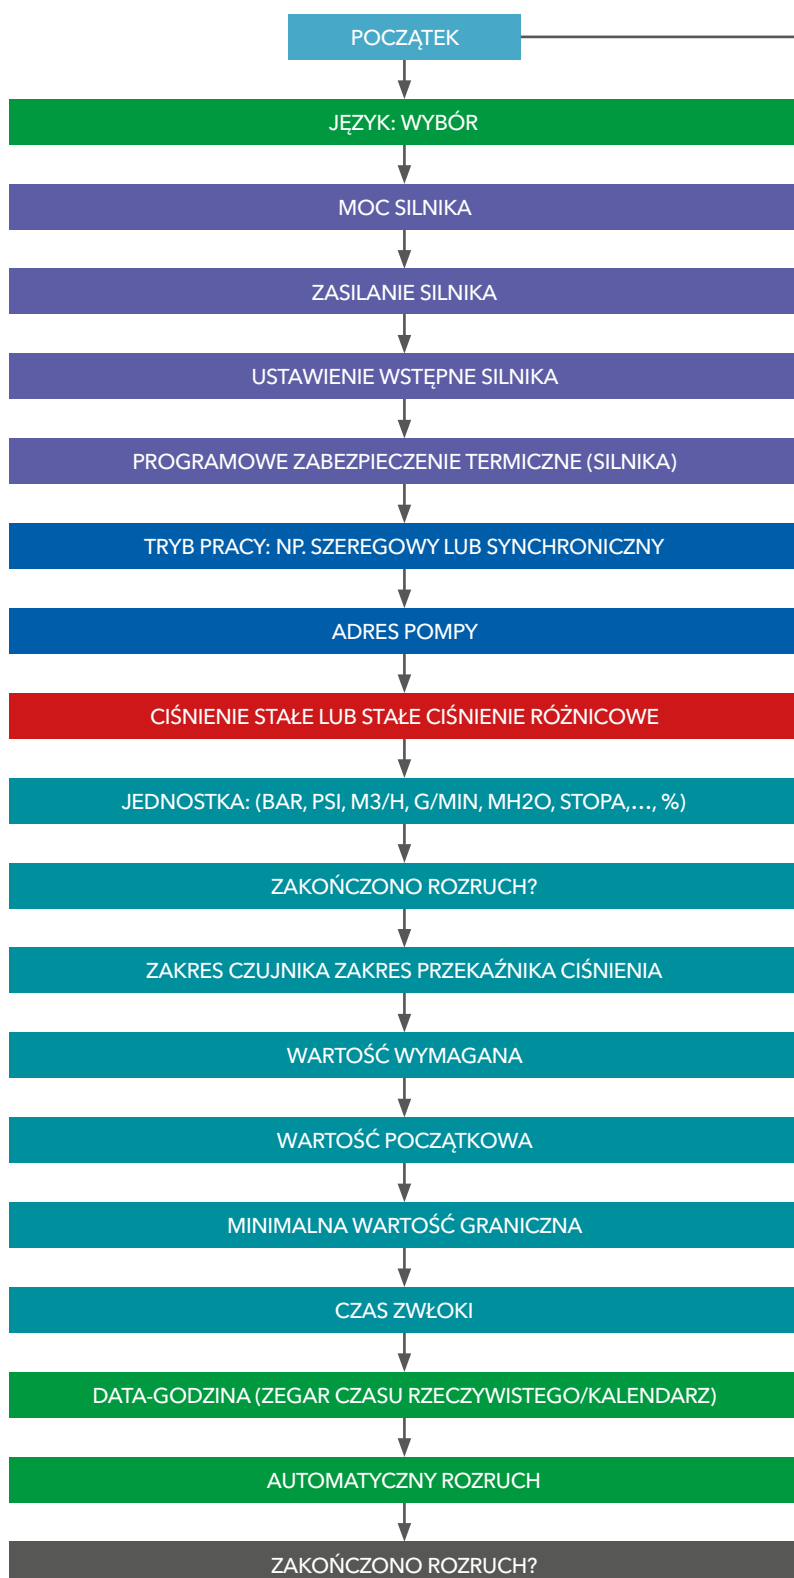 POCZĄTEK
JĘZYK: WYBÓR
MOC SILNIKA
ZASILANIE SILNIKA
USTAWIENIE WSTĘPNE SILNIKA
PROGRAMOWE ZABEZPIECZENIE TERMICZNE (SILNIKA)
TRYB PRACY: NP. SZEREGOWY LUB SYNCHRONICZNY
ADRES POMPY
CIŚNIENIE STAŁE LUB STAŁE CIŚNIENIE RÓŻNICOWE
JEDNOSTKA: (BAR, PSI, M3/H, G/MIN, MH2O, STOPA,..., %)
ZAKOŃCZONO ROZRUCH?
ZAKRES CZUJNIKA ZAKRES PRZEKAŹNIKA CIŚNIENIA
WARTOŚĆ WYMAGANA
WARTOŚĆ POCZĄTKOWA
MINIMALNA WARTOŚĆ GRANICZNA
CZAS ZWŁOKI
DATA-GODZINA (ZEGAR CZASU RZECZYWISTEGO/KALENDARZ)
AUTOMATYCZNY ROZRUCH
ZAKOŃCZONO ROZRUCH?